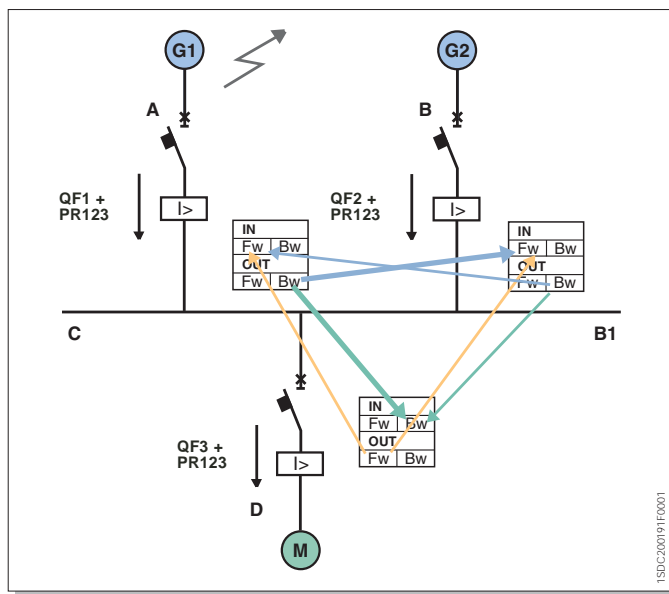 G1
G2
A
B
QF1 +
PR123
I>
QF2 +
PR123
I>
IN
Fw Bw
OUT
Fw Bw
IN
Fw Bw
OUT
Fw Bw
C
B1
IN
Fw Bw
OUT
Fw Bw
QF3 +
PR123
I>
D
M
1SDC200191F0001